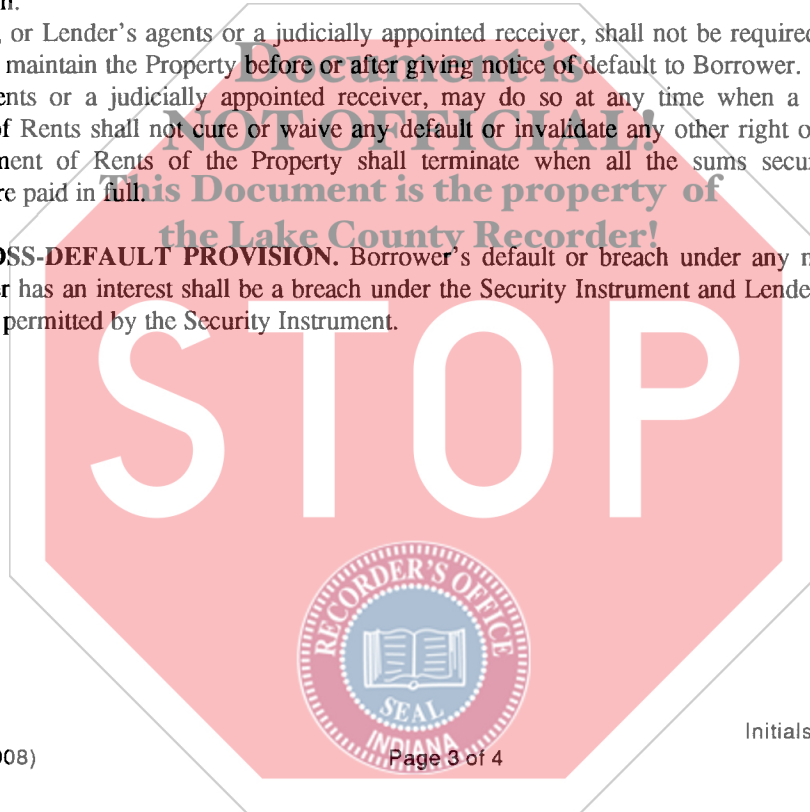 n.
, or Lender's agents or a judicially appointed receiver, shall not be required
maintain the Property before or after giving notice of default to Borrower.
ents or a judicially appointed receiver, may do so at any time when a
of Rents shall not cure or waive any default or invalidate any other right o
ment of Rents of the Property shall terminate when all the sums secu
re paid in full.
OSS-DEFAULT PROVISION. Borrower's default or breach under any n
r has an interest shall be a breach under the Security Instrument and Lende
permitted by the Security Instrument.
Document is
NOT OFFICIAL!
This Document is the property of
the Lake County Recorder!
STOP
RECORDER'S OFFICE
SEAL
INDIANA
Initials
008)
Page 3 of 4